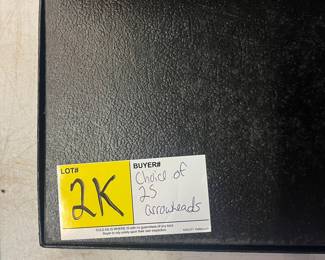 LOT#
2K
BUYER#
Choice of
25
arrowheads